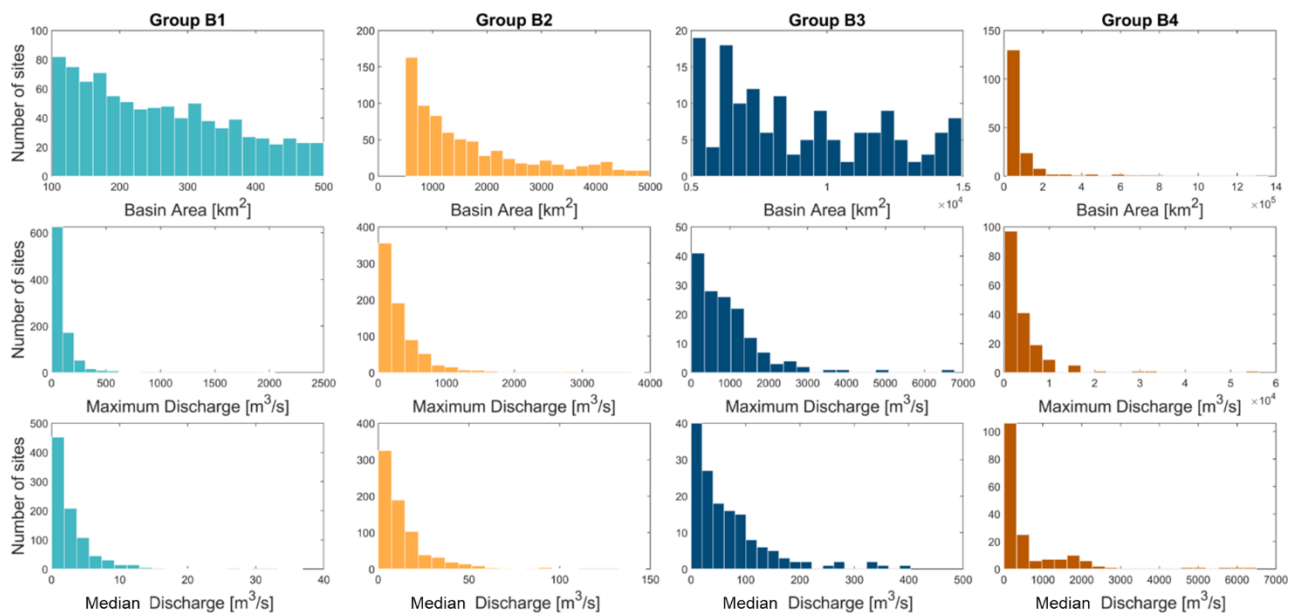 Group B1 Group B2 Group B3 Group B4
Number of sites
100
80
60
40
20
0
100 200 300 400 500
Basin Area [km²]
200
150
100
50
0
0 1000 2000 3000 4000 5000
Basin Area [km²]
20
15
10
5
0
0.5 1 1.5
×10⁴
Basin Area [km²]
150
100
50
0
0 2 4 6 8 10 12 14
×10⁵
Basin Area [km²]
Number of sites
600
400
200
0
0 500 1000 1500 2000 2500
Maximum Discharge [m³/s]
400
300
200
100
0
0 1000 2000 3000 4000
Maximum Discharge [m³/s]
50
40
30
20
10
0
0 1000 2000 3000 4000 5000 6000 7000
Maximum Discharge [m³/s]
100
80
60
40
20
0
0 1 2 3 4 5 6
×10⁴
Maximum Discharge [m³/s]
Number of sites
500
400
300
200
100
0
0 10 20 30 40
Median Discharge [m³/s]
400
300
200
100
0
0 50 100 150
Median Discharge [m³/s]
40
30
20
10
0
0 100 200 300 400 500
Median Discharge [m³/s]
100
80
60
40
20
0
0 1000 2000 3000 4000 5000 6000 7000
Median Discharge [m³/s]